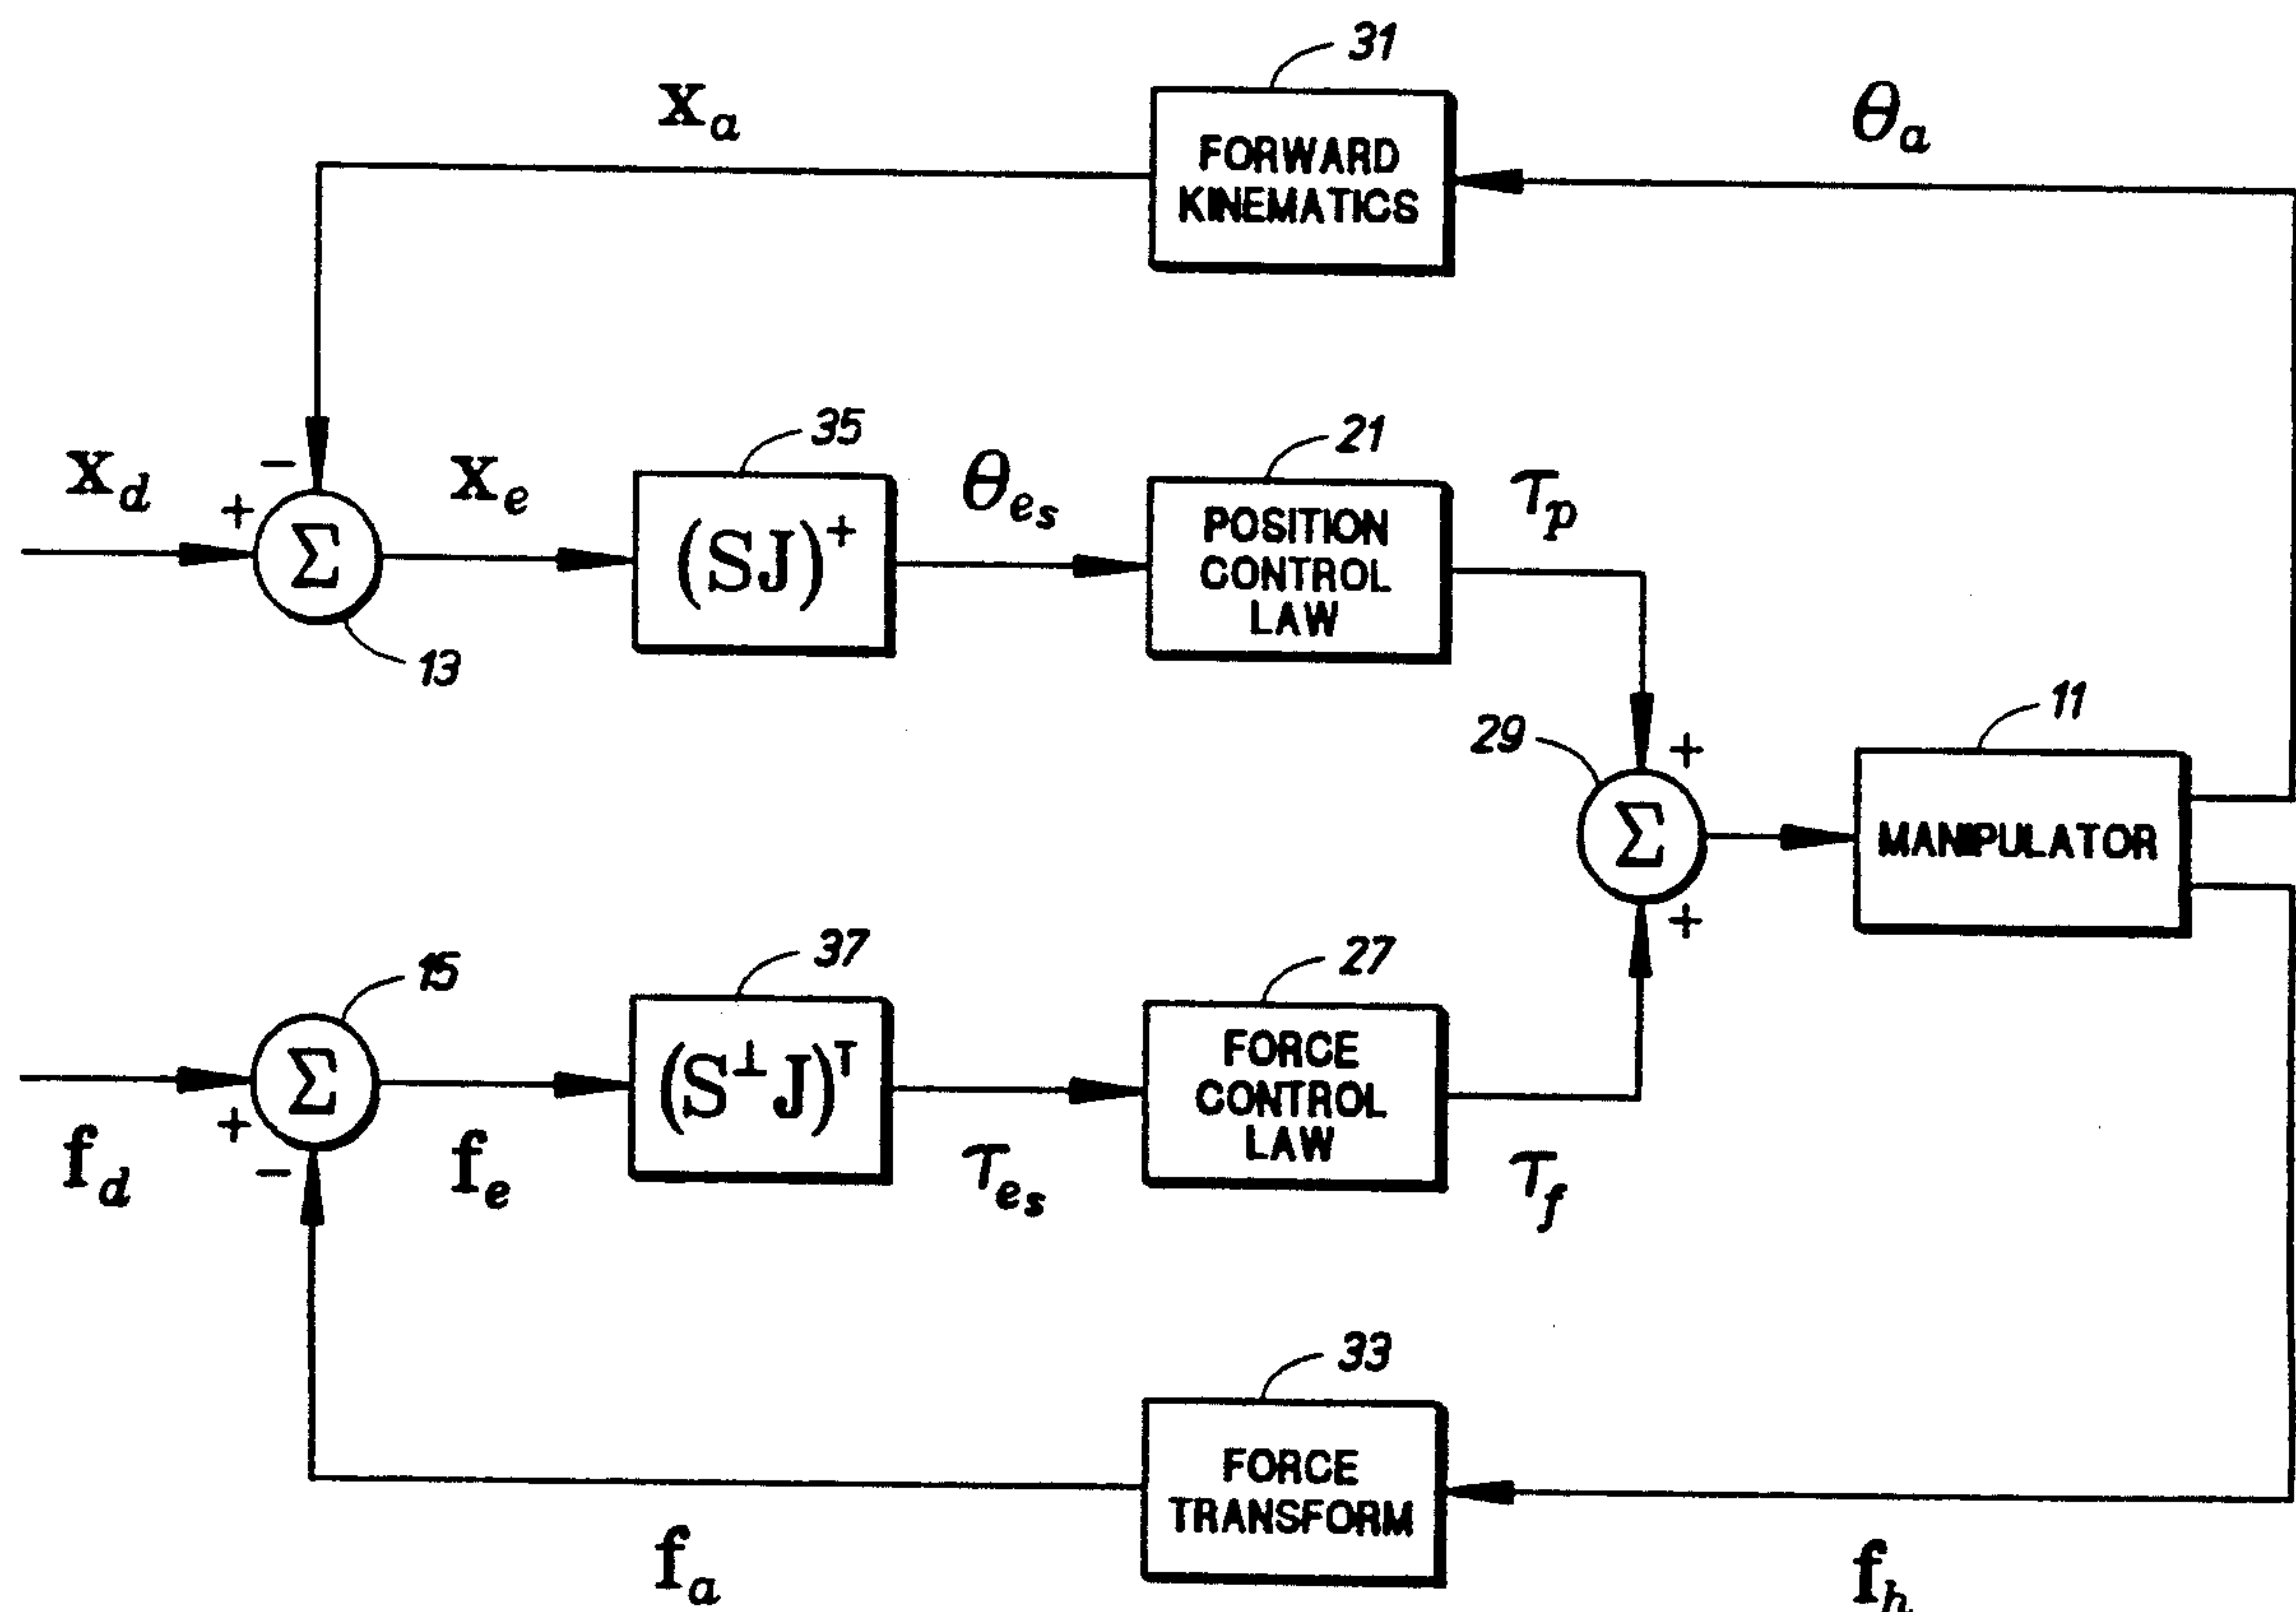 31
x_a
FORWARD
KINEMATICS
θ_a
x_d
+
−
Σ
13
x_e
35
(SJ)⁺
θ_es
21
POSITION
CONTROL
LAW
τ_p
29
+
Σ
+
11
MANIPULATOR
15
Σ
+
−
f_d
f_e
37
(S^⊥ J)^T
τ_es
27
FORCE
CONTROL
LAW
τ_f
33
FORCE
TRANSFORM
f_a
f_h